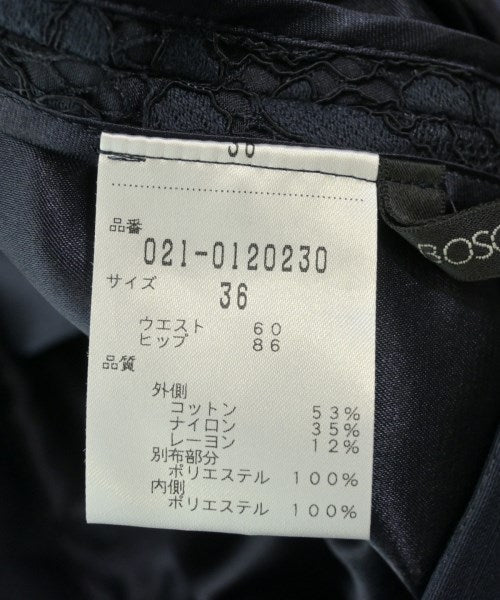 36
品番
021-0120230
サイズ
36
ウエスト 60
ヒップ 86
品質
外側
コットン 53%
ナイロン 35%
レーヨン 12%
別布部分
ポリエステル 100%
内側
ポリエステル 100%